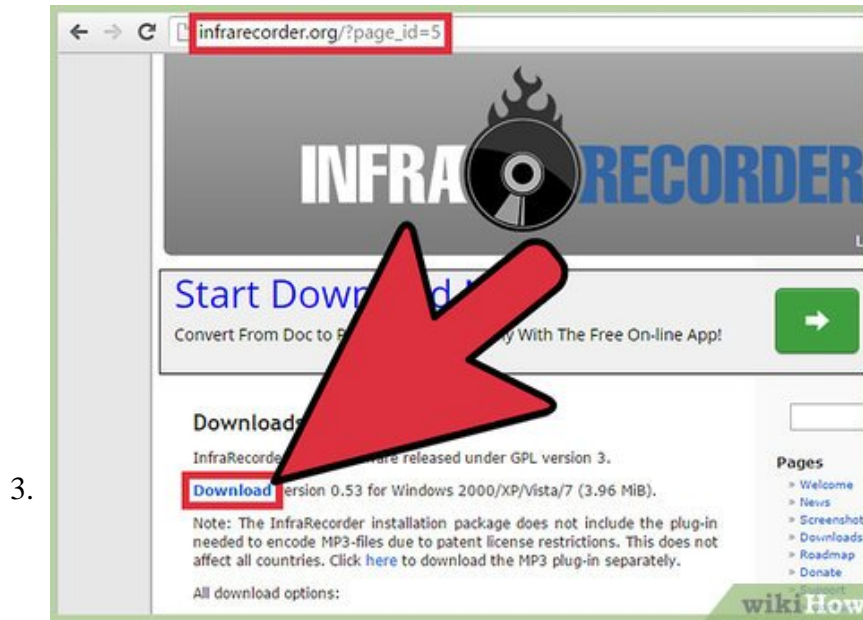 infrarecorder.org/?page_id=5
INFRA RECORDER
Start Down
Convert From Doc to With The Free On-line App!
Downloads
released under GPL version 3.
Download version 0.53 for Windows 2000/XP/Vista/7 (3.96 MiB).
Note: The InfraRecorder installation package does not include the plug-in
needed to encode MP3-files due to patent license restrictions. This does not
affect all countries. Click here to download the MP3 plug-in separately.
All download options:
Pages
» Welcome
» News
» Screenshot
» Downloads
» Roadmap
» Donate
» Support
3.
wikiHow